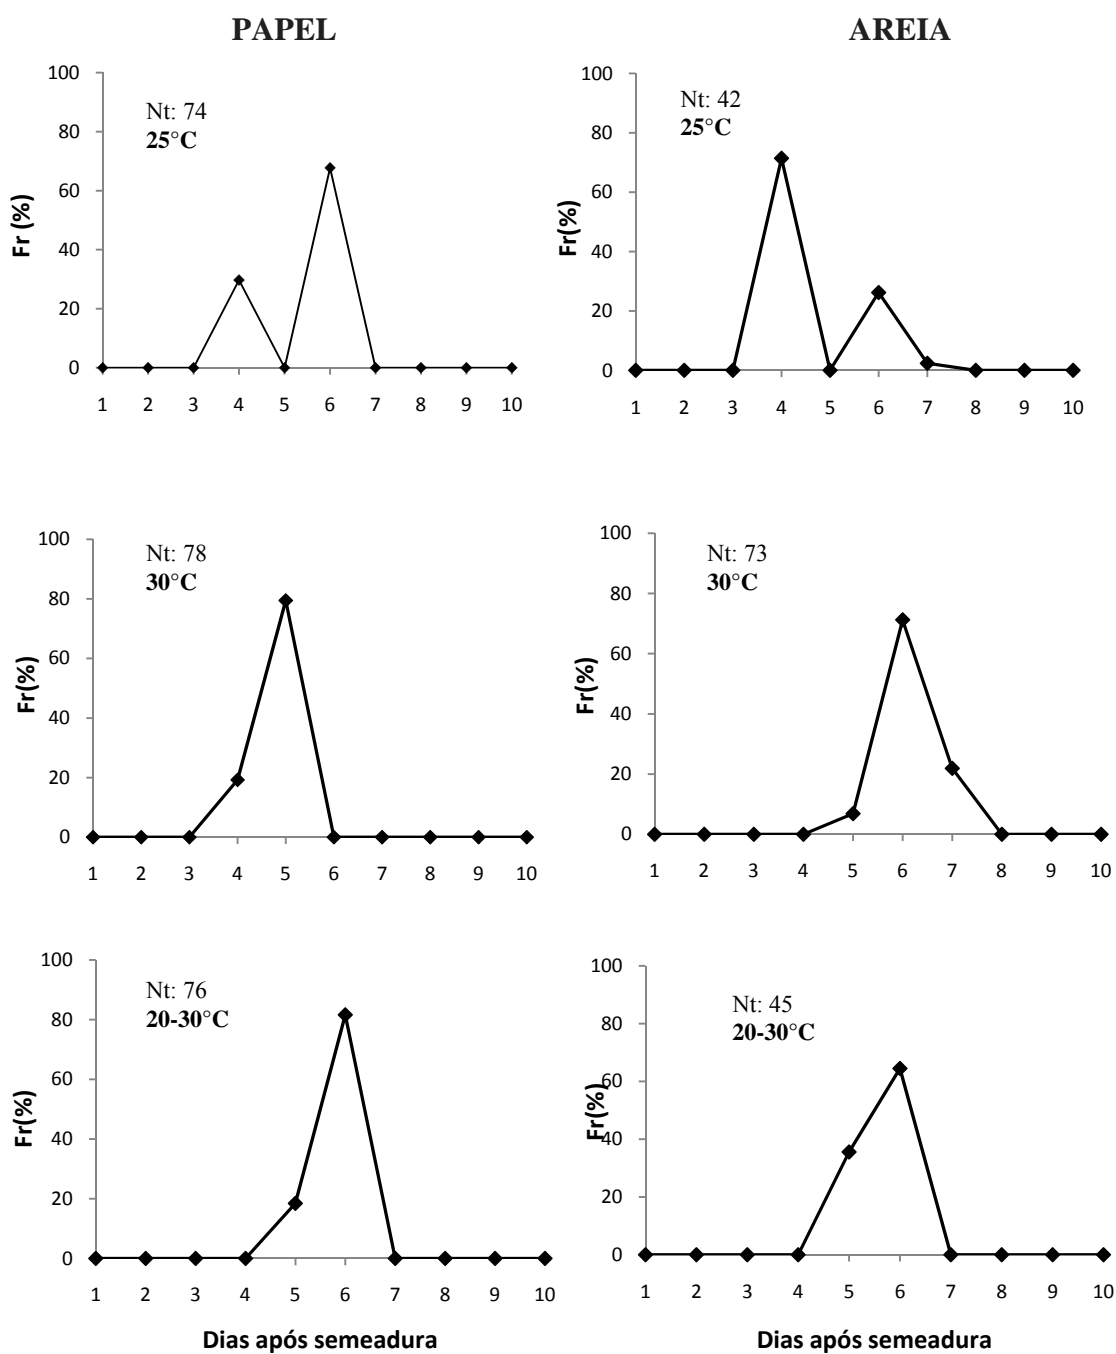 PAPEL
AREIA
100
80
60
40
20
0
Fr (%)
Nt: 74
25°C
1 2 3 4 5 6 7 8 9 10
100
80
60
40
20
0
Fr(%)
Nt: 42
25°C
1 2 3 4 5 6 7 8 9 10
100
80
60
40
20
0
Fr(%)
Nt: 78
30°C
1 2 3 4 5 6 7 8 9 10
100
80
60
40
20
0
Fr(%)
Nt: 73
30°C
1 2 3 4 5 6 7 8 9 10
100
80
60
40
20
0
Fr(%)
Nt: 76
20-30°C
1 2 3 4 5 6 7 8 9 10
Dias após semeadura
100
80
60
40
20
0
Fr(%)
Nt: 45
20-30°C
1 2 3 4 5 6 7 8 9 10
Dias após semeadura